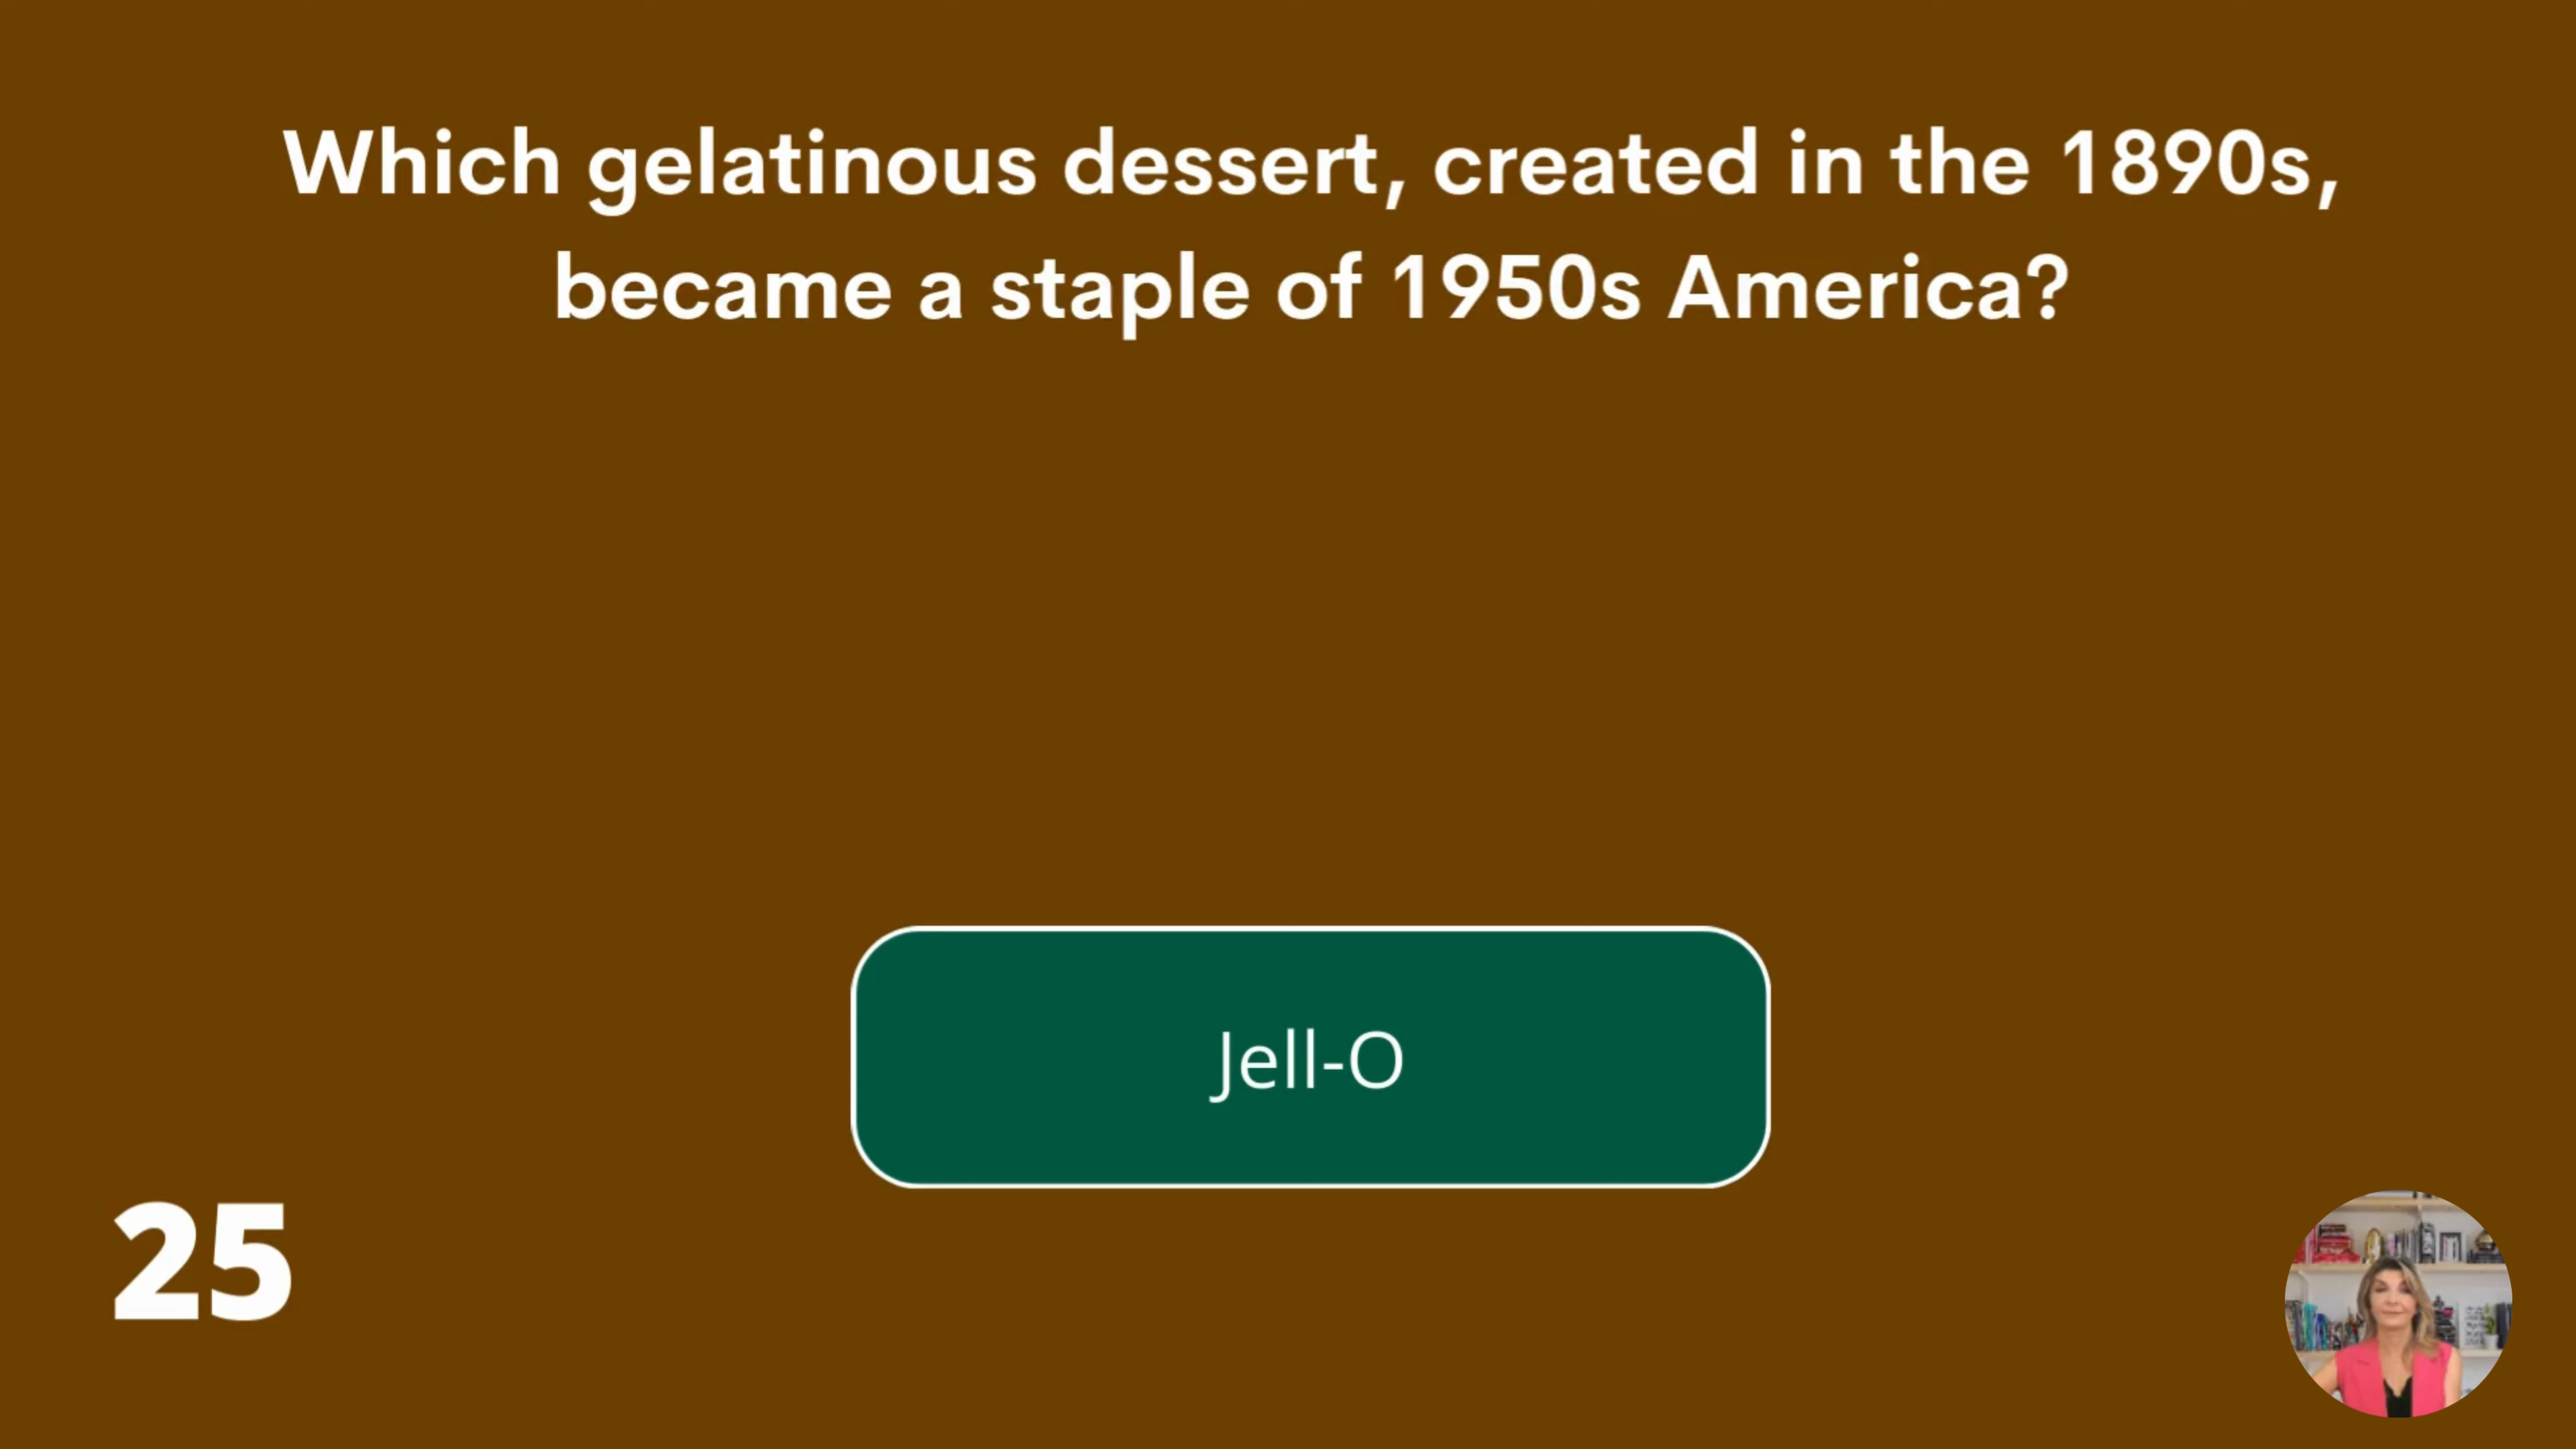 Which gelatinous dessert, created in the 1890s,
became a staple of 1950s America?
Jell-O
25